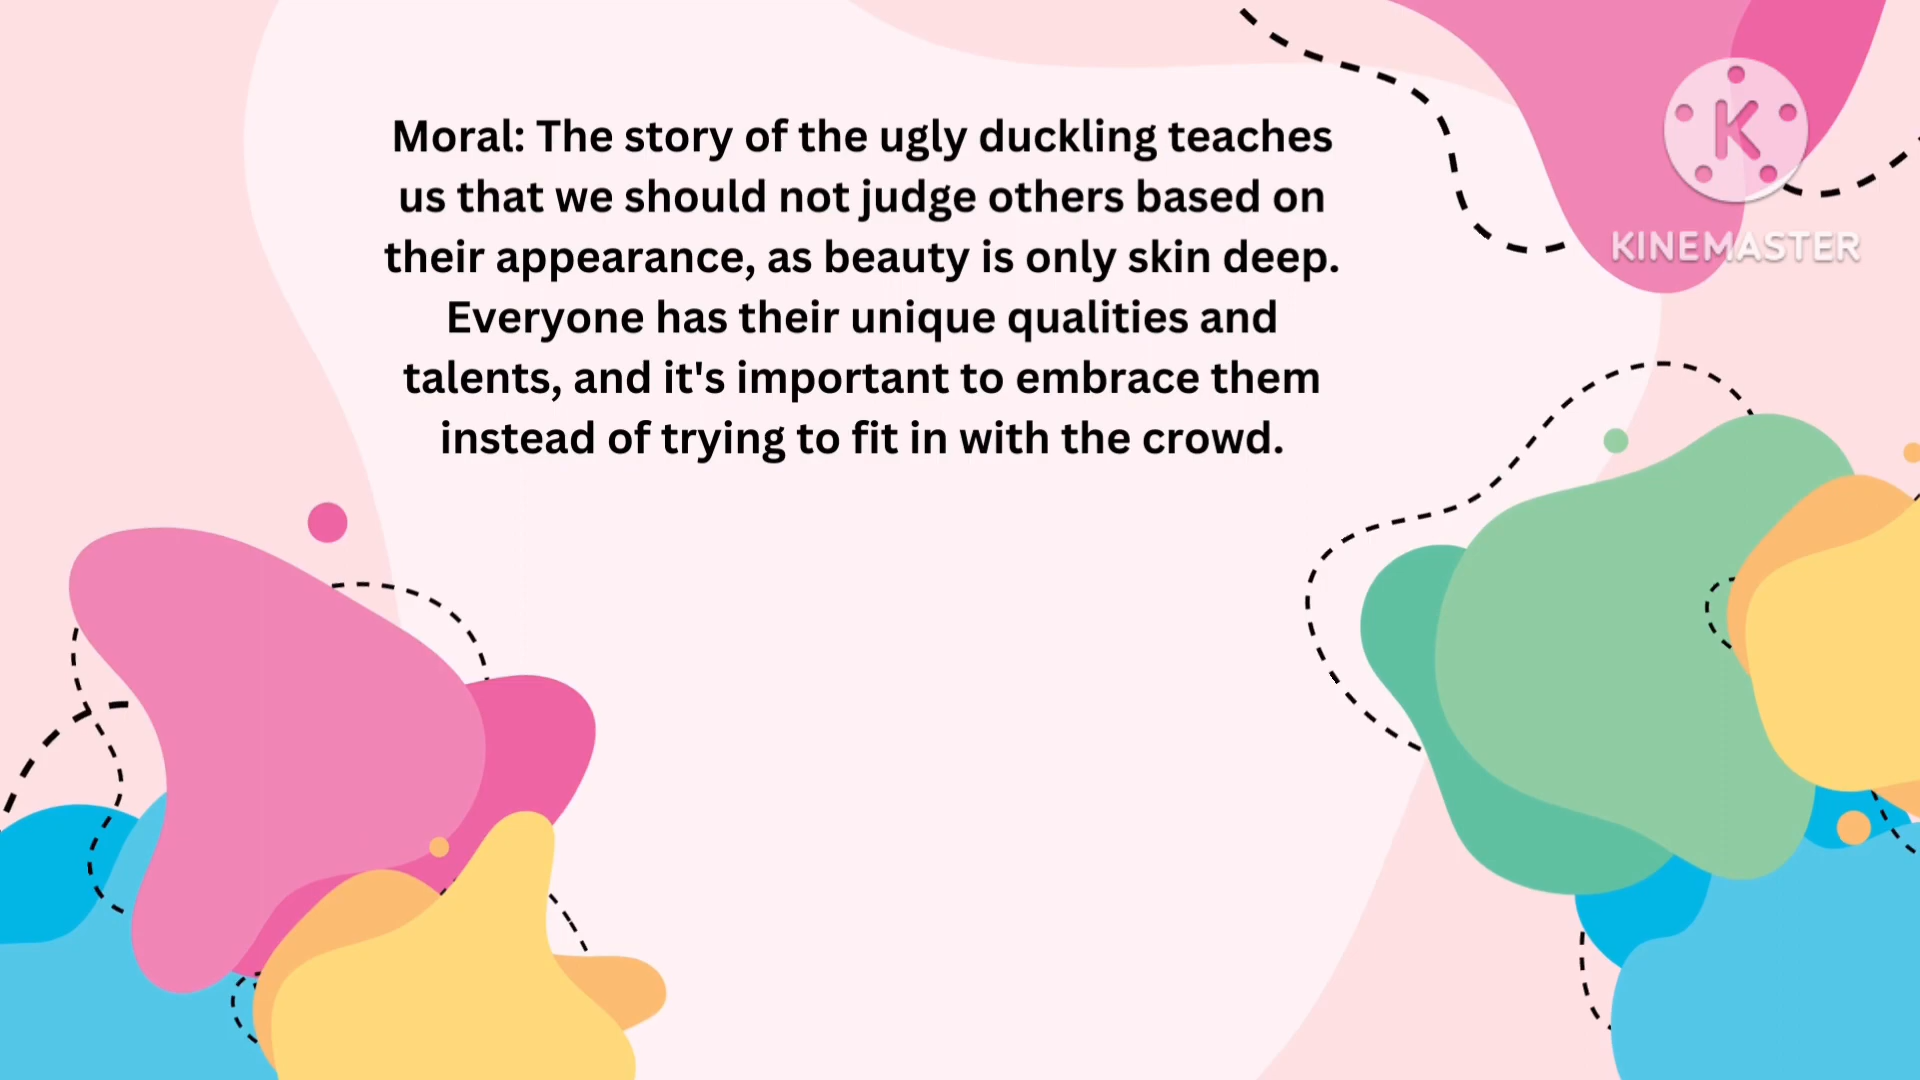 Moral: The story of the ugly duckling teaches
us that we should not judge others based on
their appearance, as beauty is only skin deep.
Everyone has their unique qualities and
talents, and it's important to embrace them
instead of trying to fit in with the crowd.
K
KINEMASTER